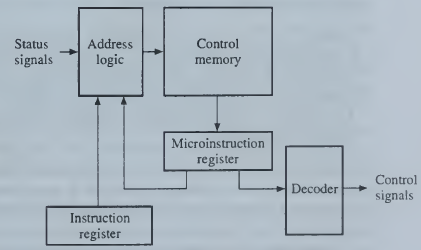 Status
signals
Address
logic
Control
memory
Microinstruction
register
Decoder
Control
signals
Instruction
register